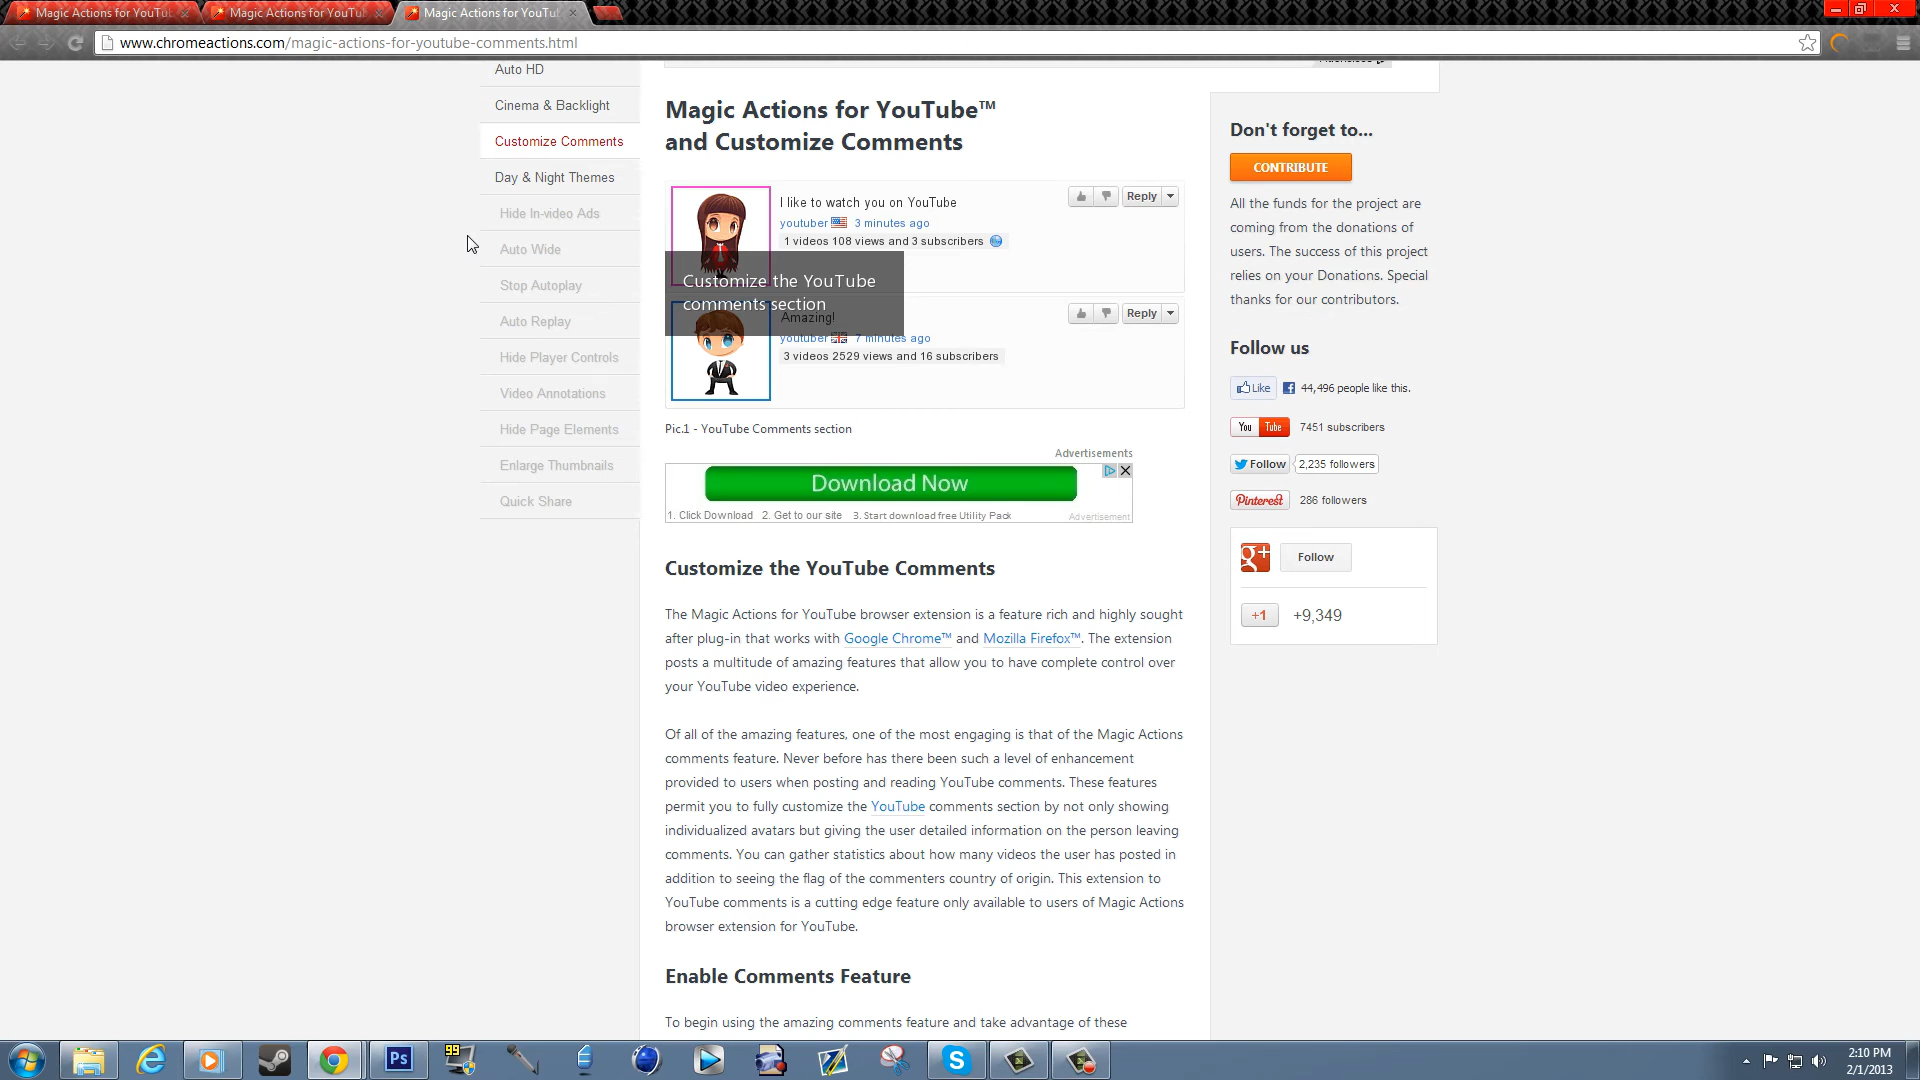 Magic Actions for YouTu
Magic Actions for YouTu
Magic Actions for YouTu
www.chromeactions.com/magic-actions-for-youtube-comments.html
Auto HD
Cinema & Backlight
Customize Comments
Day & Night Themes
Hide In-video Ads
Auto Wide
Stop Autoplay
Auto Replay
Hide Player Controls
Video Annotations
Hide Page Elements
Enlarge Thumbnails
Quick Share
Magic Actions for YouTube™
and Customize Comments
I like to watch you on YouTube
Reply
youtuber 3 minutes ago
1 videos 108 views and 3 subscribers
Customize the YouTube
comments section
Amazing!
Reply
youtuber 7 minutes ago
3 videos 2529 views and 16 subscribers
Pic.1 - YouTube Comments section
Advertisements
Download Now
1. Click Download 2. Get to our site 3. Start download free Utility Pack
Advertisement
Customize the YouTube Comments
The Magic Actions for YouTube browser extension is a feature rich and highly sought
after plug-in that works with Google Chrome™ and Mozilla Firefox™. The extension
posts a multitude of amazing features that allow you to have complete control over
your YouTube video experience.
Of all of the amazing features, one of the most engaging is that of the Magic Actions
comments feature. Never before has there been such a level of enhancement
provided to users when posting and reading YouTube comments. These features
permit you to fully customize the YouTube comments section by not only showing
individualized avatars but giving the user detailed information on the person leaving
comments. You can gather statistics about how many videos the user has posted in
addition to seeing the flag of the commenters country of origin. This extension to
YouTube comments is a cutting edge feature only available to users of Magic Actions
browser extension for YouTube.
Enable Comments Feature
To begin using the amazing comments feature and take advantage of these
Don't forget to...
CONTRIBUTE
All the funds for the project are
coming from the donations of
users. The success of this project
relies on your Donations. Special
thanks for our contributors.
Follow us
Like 44,496 people like this.
You Tube 7451 subscribers
Follow 2,235 followers
Pinterest 286 followers
g+ Follow
+1 +9,349
Ps
99
S
2:10 PM
2/1/2013